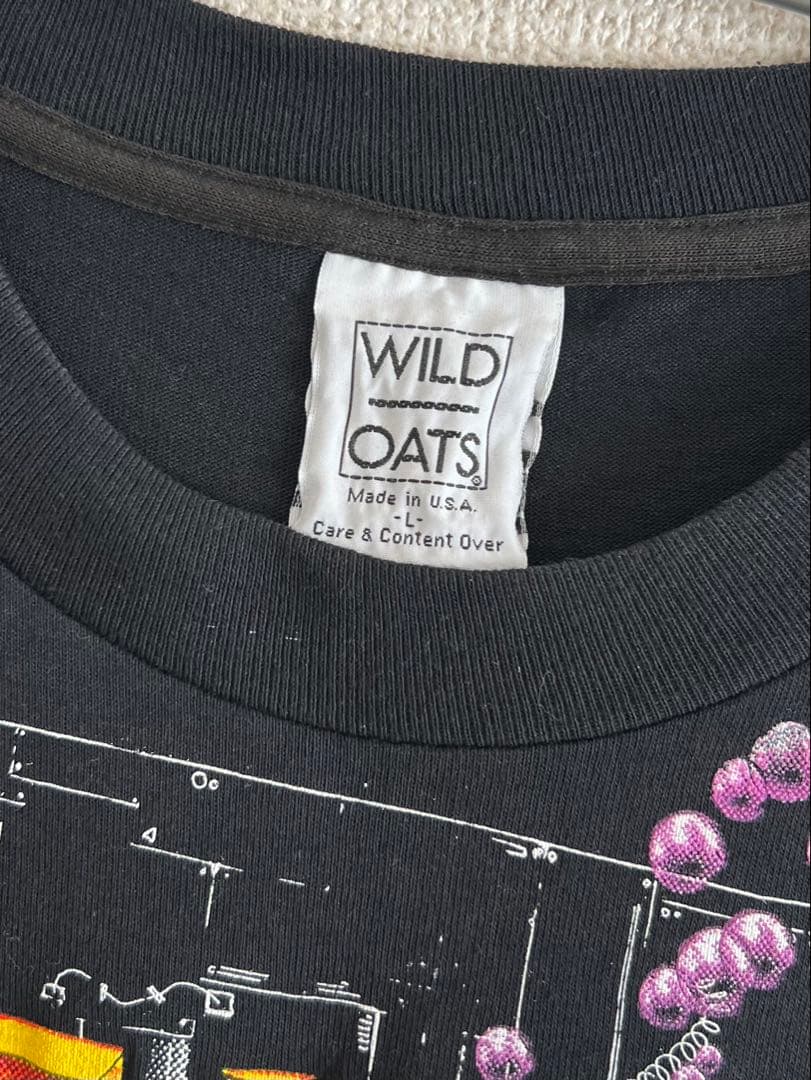 WILD
OATS®
Made in U.S.A.
-L-
Care & Content Over